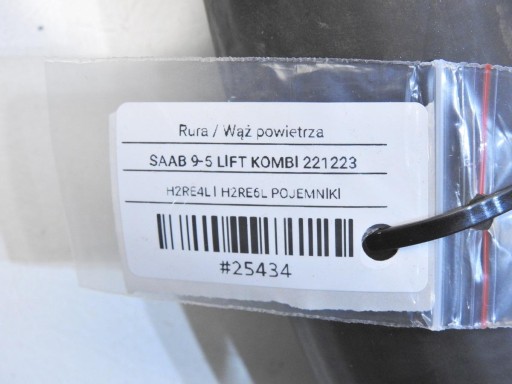 Rura / Wąż powietrza
SAAB 9-5 LIFT KOMBI 221223
H2RE4L I H2RE6L POJEMNIKI
#25434